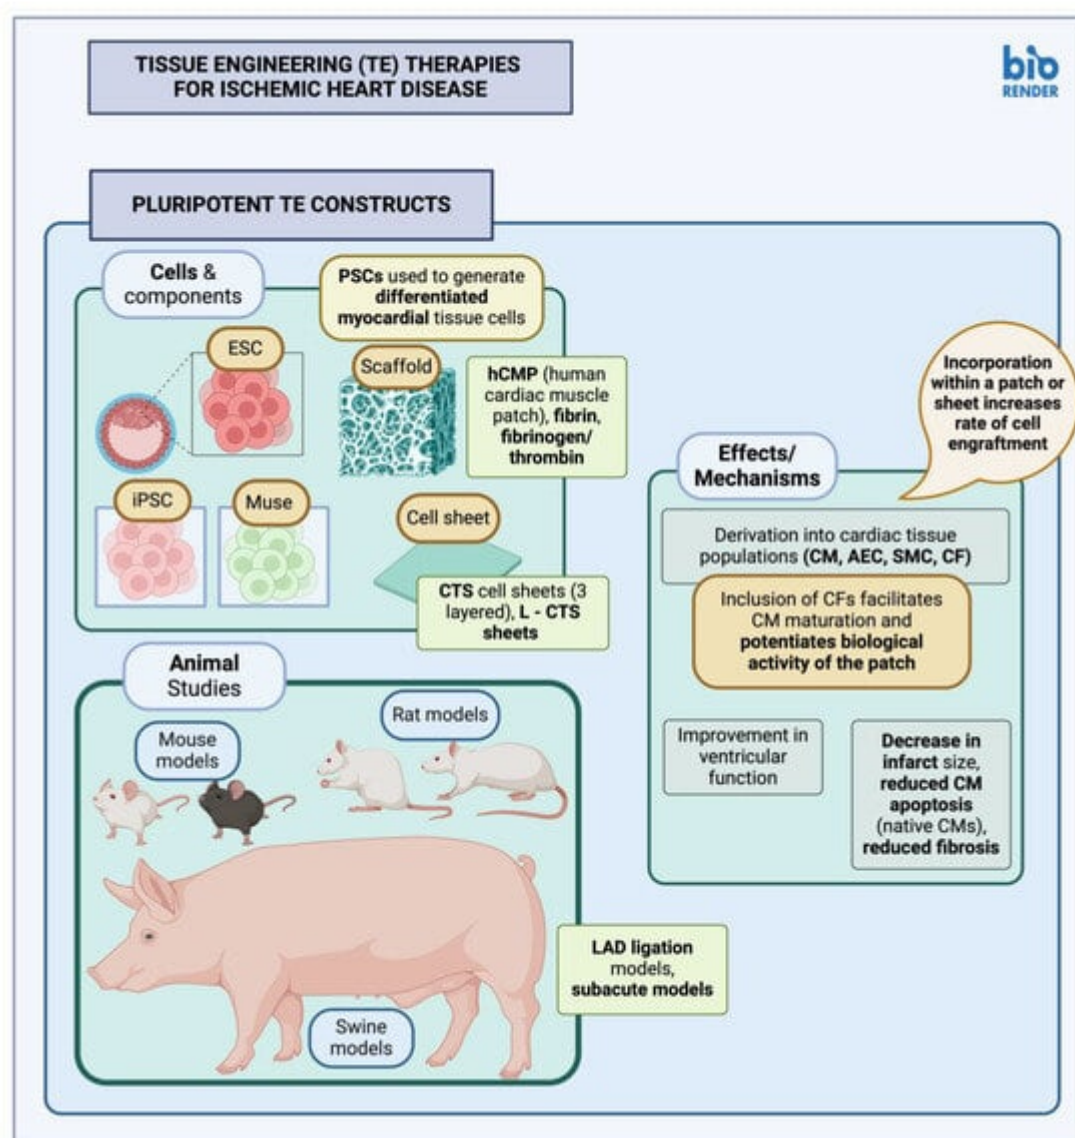 TISSUE ENGINEERING (TE) THERAPIES
FOR ISCHEMIC HEART DISEASE
bio
RENDER
PLURIPOTENT TE CONSTRUCTS
Cells &
components
PSCs used to generate
differentiated
myocardial tissue cells
ESC
Scaffold
hCMP (human
cardiac muscle
patch), fibrin,
fibrinogen/
thrombin
iPSC
Muse
Cell sheet
CTS cell sheets (3
layered), L - CTS
sheets
Animal
Studies
Mouse
models
Rat models
Swine
models
LAD ligation
models,
subacute models
Incorporation
within a patch or
sheet increases
rate of cell
engraftment
Effects/
Mechanisms
Derivation into cardiac tissue
populations (CM, AEC, SMC, CF)
Inclusion of CFs facilitates
CM maturation and
potentiates biological
activity of the patch
Improvement in
ventricular
function
Decrease in
infarct size,
reduced CM
apoptosis
(native CMs),
reduced fibrosis